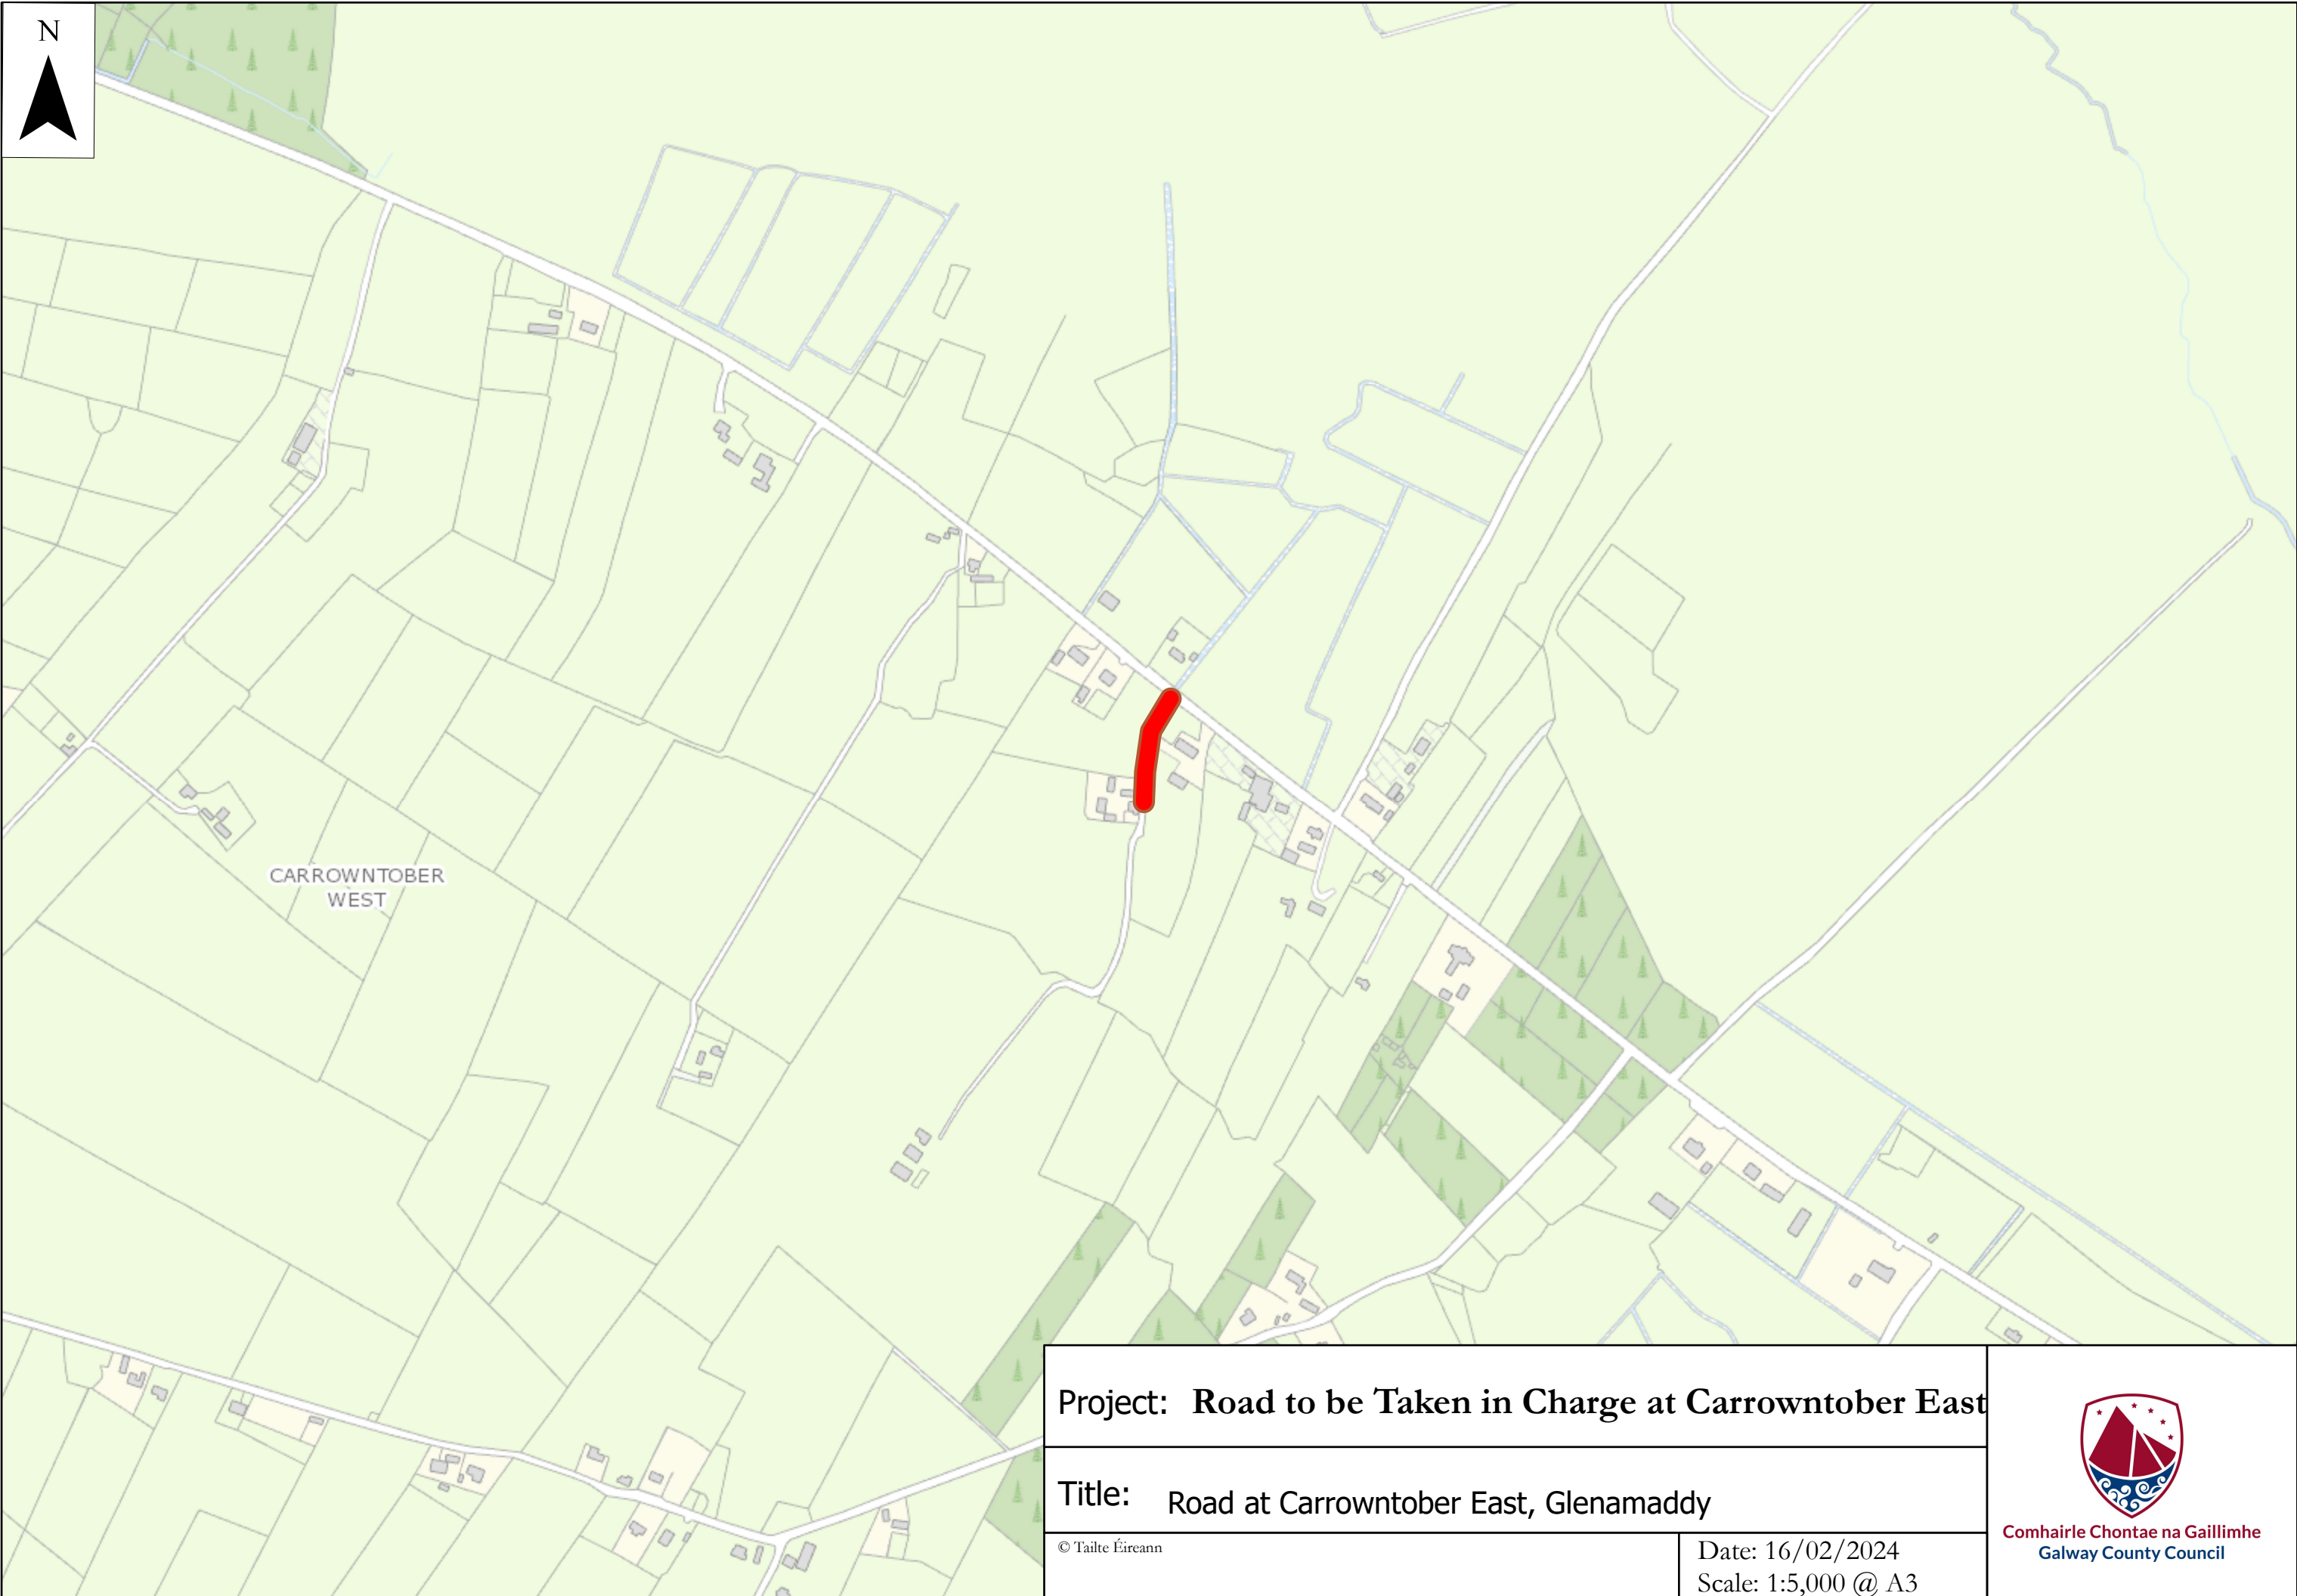 N
CARROWNTOBER
WEST
Project: Road to be Taken in Charge at Carrowntober East
Title: Road at Carrowntober East, Glenamaddy
© Tailte Éireann
Date: 16/02/2024
Scale: 1:5,000 @ A3
Comhairle Chontae na Gaillimhe
Galway County Council